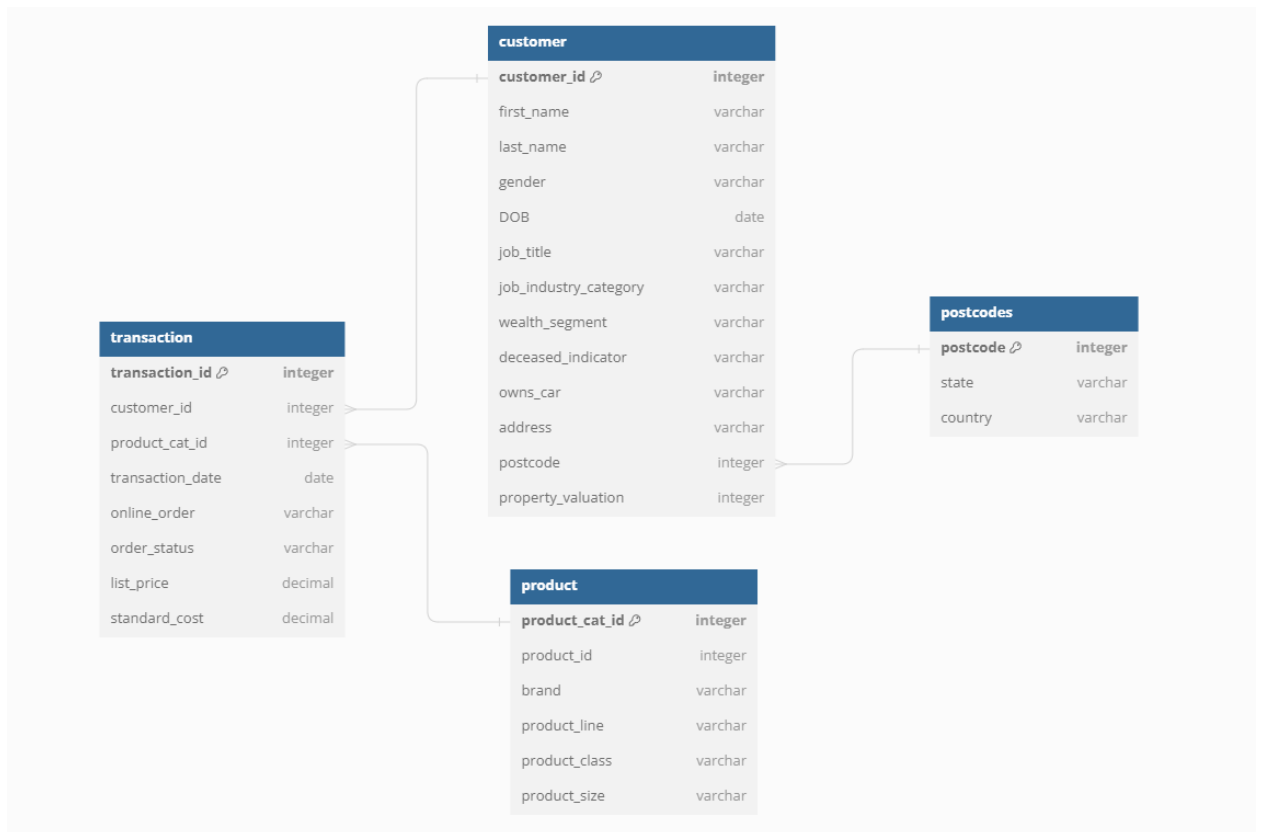 customer
customer_id integer
first_name varchar
last_name varchar
gender varchar
DOB date
job_title varchar
job_industry_category varchar
wealth_segment varchar
deceased_indicator varchar
owns_car varchar
address varchar
postcode integer
property_valuation integer
postcodes
postcode integer
state varchar
country varchar
transaction
transaction_id integer
customer_id integer
product_cat_id integer
transaction_date date
online_order varchar
order_status varchar
list_price decimal
standard_cost decimal
product
product_cat_id integer
product_id integer
brand varchar
product_line varchar
product_class varchar
product_size varchar